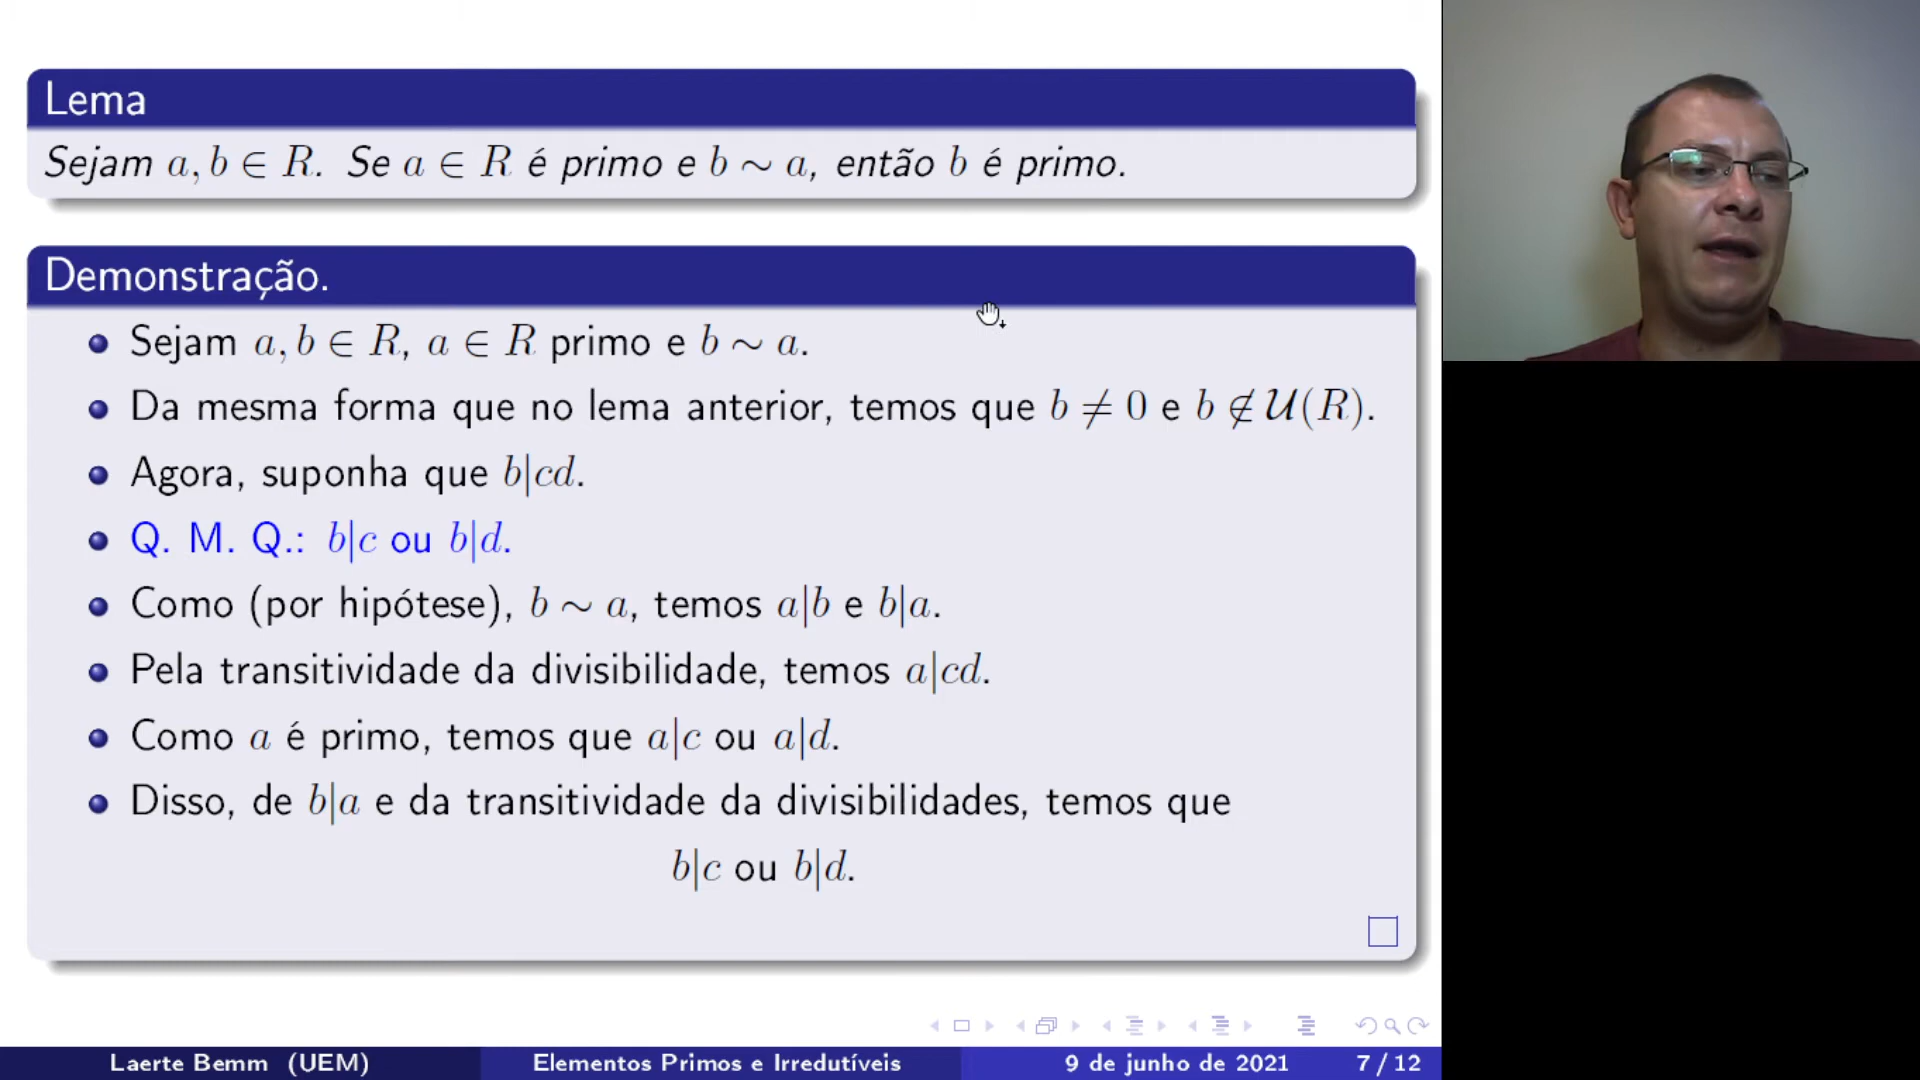 Lema
Sejam a, b ∈ R. Se a ∈ R é primo e b ∼ a, então b é primo.
Demonstração.
Sejam a, b ∈ R, a ∈ R primo e b ∼ a.
Da mesma forma que no lema anterior, temos que b ≠ 0 e b ∉ 𝒰(R).
Agora, suponha que b|cd.
Q. M. Q.: b|c ou b|d.
Como (por hipótese), b ∼ a, temos a|b e b|a.
Pela transitividade da divisibilidade, temos a|cd.
Como a é primo, temos que a|c ou a|d.
Disso, de b|a e da transitividade da divisibilidades, temos que
b|c ou b|d.
Laerte Bemm (UEM) Elementos Primos e Irredutíveis 9 de junho de 2021 7 / 12